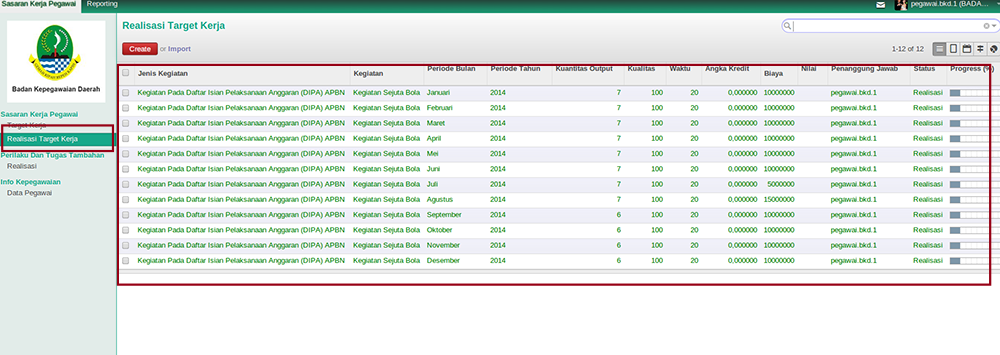 Sasaran Kerja Pegawai Reporting pegawai.bkd.1 (BADA...
Badan Kepegawaian Daerah
Sasaran Kerja Pegawai
Target Kerja
Realisasi Target Kerja
Perilaku Dan Tugas Tambahan
Realisasi
Info Kepegawaian
Data Pegawai
Realisasi Target Kerja
Create or Import 1-12 of 12
Jenis Kegiatan Kegiatan Periode Bulan Periode Tahun Kuantitas Output Kualitas Waktu Angka Kredit Biaya Nilai Penanggung Jawab Status Progress (%)
Kegiatan Pada Daftar Isian Pelaksanaan Anggaran (DIPA) APBN Kegiatan Sejuta Bola Januari 2014 7 100 20 0,000000 10000000 pegawai.bkd.1 Realisasi
Kegiatan Pada Daftar Isian Pelaksanaan Anggaran (DIPA) APBN Kegiatan Sejuta Bola Februari 2014 7 100 20 0,000000 10000000 pegawai.bkd.1 Realisasi
Kegiatan Pada Daftar Isian Pelaksanaan Anggaran (DIPA) APBN Kegiatan Sejuta Bola Maret 2014 7 100 20 0,000000 10000000 pegawai.bkd.1 Realisasi
Kegiatan Pada Daftar Isian Pelaksanaan Anggaran (DIPA) APBN Kegiatan Sejuta Bola April 2014 7 100 20 0,000000 10000000 pegawai.bkd.1 Realisasi
Kegiatan Pada Daftar Isian Pelaksanaan Anggaran (DIPA) APBN Kegiatan Sejuta Bola Mei 2014 7 100 20 0,000000 10000000 pegawai.bkd.1 Realisasi
Kegiatan Pada Daftar Isian Pelaksanaan Anggaran (DIPA) APBN Kegiatan Sejuta Bola Juni 2014 7 100 20 0,000000 10000000 pegawai.bkd.1 Realisasi
Kegiatan Pada Daftar Isian Pelaksanaan Anggaran (DIPA) APBN Kegiatan Sejuta Bola Juli 2014 7 100 20 0,000000 5000000 pegawai.bkd.1 Realisasi
Kegiatan Pada Daftar Isian Pelaksanaan Anggaran (DIPA) APBN Kegiatan Sejuta Bola Agustus 2014 7 100 20 0,000000 15000000 pegawai.bkd.1 Realisasi
Kegiatan Pada Daftar Isian Pelaksanaan Anggaran (DIPA) APBN Kegiatan Sejuta Bola September 2014 6 100 20 0,000000 10000000 pegawai.bkd.1 Realisasi
Kegiatan Pada Daftar Isian Pelaksanaan Anggaran (DIPA) APBN Kegiatan Sejuta Bola Oktober 2014 6 100 20 0,000000 10000000 pegawai.bkd.1 Realisasi
Kegiatan Pada Daftar Isian Pelaksanaan Anggaran (DIPA) APBN Kegiatan Sejuta Bola November 2014 6 100 20 0,000000 10000000 pegawai.bkd.1 Realisasi
Kegiatan Pada Daftar Isian Pelaksanaan Anggaran (DIPA) APBN Kegiatan Sejuta Bola Desember 2014 6 100 20 0,000000 10000000 pegawai.bkd.1 Realisasi